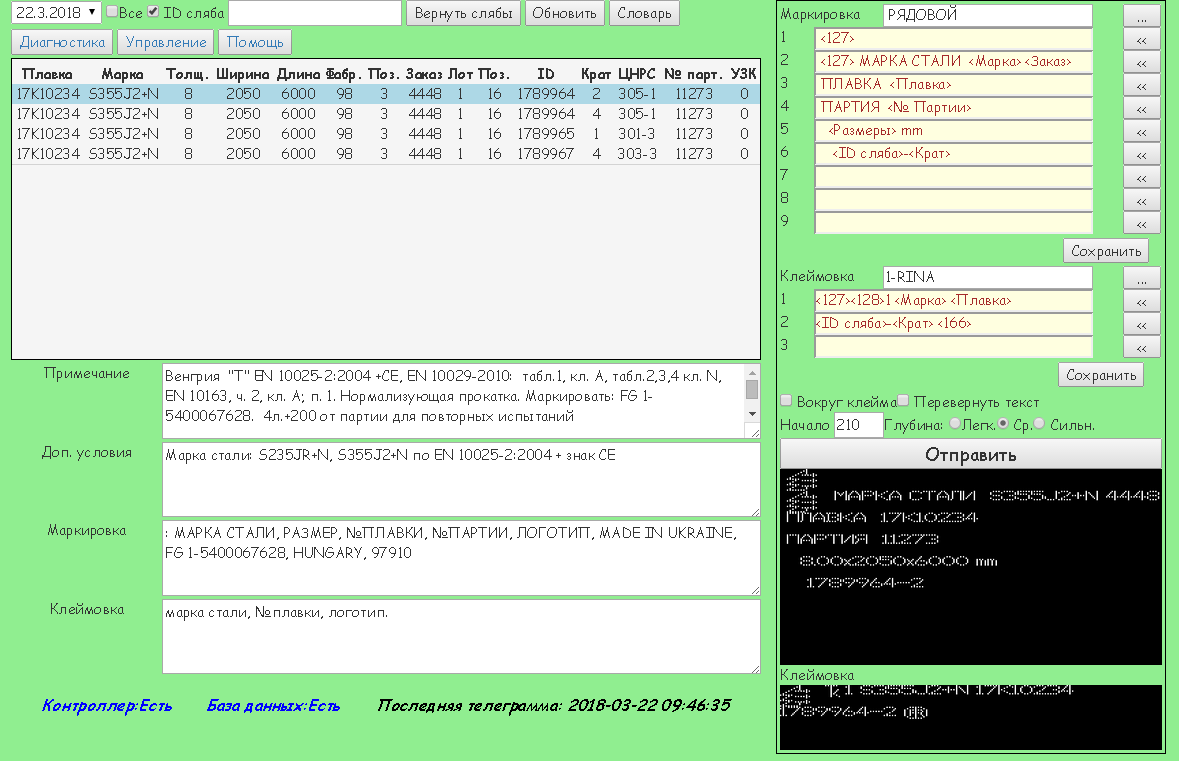 22.3.2018 Все ID сляба Вернуть слябы Обновить Словарь
Диагностика Управление Помощь
Плавка Марка Толщ. Ширина Длина Фабр. Поз. Заказ Лот Поз. ID Крат ЦНРС № парт. УЗК
17K10234 S355J2+N 8 2050 6000 98 3 4448 1 16 1789964 2 305-1 11273 0
17K10234 S355J2+N 8 2050 6000 98 3 4448 1 16 1789964 4 305-1 11273 0
17K10234 S355J2+N 8 2050 6000 98 3 4448 1 16 1789965 1 301-3 11273 0
17K10234 S355J2+N 8 2050 6000 98 3 4448 1 16 1789967 4 303-3 11273 0
Примечание
Венгрия "Т" EN 10025-2:2004 +CE, EN 10029-2010: табл.1, кл. А, табл.2,3,4 кл. N,
EN 10163, ч. 2, кл. А; п. 1. Нормализующая прокатка. Маркировать: FG 1-
5400067628. 4л.+200 от партии для повторных испытаний
Доп. условия
Марка стали: S235JR+N, S355J2+N по EN 10025-2:2004 + знак CE
Маркировка
: МАРКА СТАЛИ, РАЗМЕР, №ПЛАВКИ, №ПАРТИИ, ЛОГОТИП, MADE IN UKRAINE,
FG 1-5400067628, HUNGARY, 97910
Клеймовка
марка стали, №плавки, логотип.
Контроллер:Есть База данных:Есть Последняя телеграмма: 2018-03-22 09:46:35
Маркировка РЯДОВОЙ ...
1 <127> <<
2 <127> МАРКА СТАЛИ <Марка> <Заказ> <<
3 ПЛАВКА <Плавка> <<
4 ПАРТИЯ <№ Партии> <<
5 <Размеры> mm <<
6 <ID сляба>-<Крат> <<
7 <<
8 <<
9 <<
Сохранить
Клеймовка 1-RINA ...
1 <127><128>1 <Марка> <Плавка> <<
2 <ID сляба>-<Крат> <166> <<
3 <<
Сохранить
Вокруг клейма Перевернуть текст
Начало 210 Глубина: Легк. Ср. Сильн.
Отправить
МАРКА СТАЛИ S355J2+N 4448
ПЛАВКА 17K10234
ПАРТИЯ 11273
8.00x2050x6000 mm
1789964-2
Клеймовка
1 S355J2+N 17K10234
1789964-2